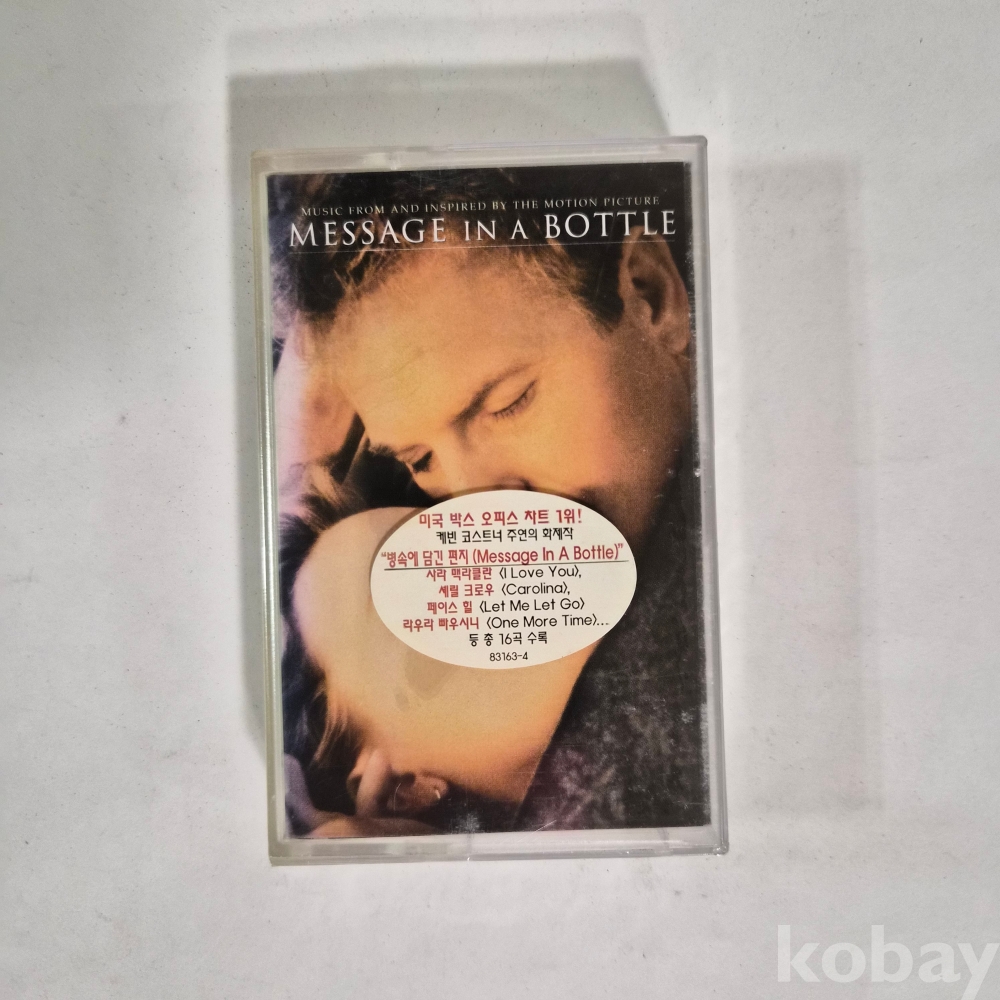 MUSIC FROM AND INSPIRED BY THE MOTION PICTURE
MESSAGE IN A BOTTLE
미국 박스 오피스 차트 1위!
케빈 코스트너 주연의 화제작
“병속에 담긴 편지 (Message In A Bottle)”
사라 맥라클란 〈I Love You〉,
세릴 크로우 〈Carolina〉,
페이스 힐 〈Let Me Let Go〉
라우라 빠우시니 〈One More Time〉...
등 총 16곡 수록
83163-4
kobay